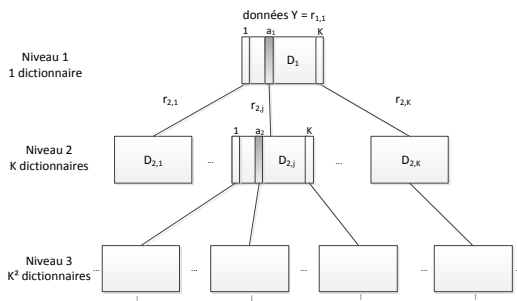 données Y = r1,1
1 a1 K
Niveau 1
1 dictionnaire
D1
r2,1 r2,j r2,K
1 a2 K
Niveau 2
K dictionnaires
D2,1 ... D2,j ... D2,K
Niveau 3
K² dictionnaires
... ... ... ... ...